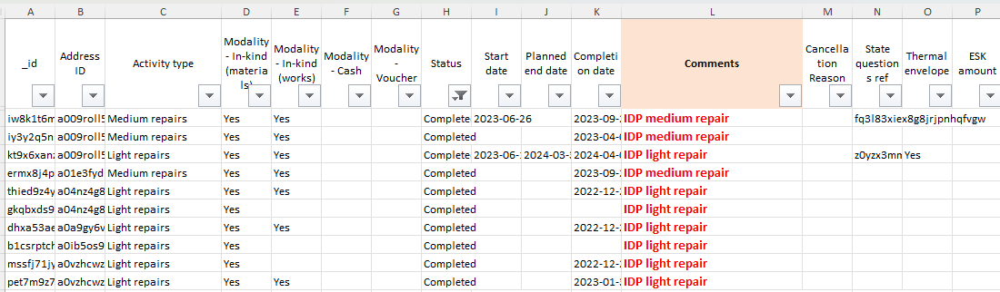 A B C D E F G H I J K L M N O P
_id Address ID Activity type Modality - In-kind (materials) Modality - In-kind (works) Modality - Cash Modality - Voucher Status Start date Planned end date Completion date Comments Cancellation Reason State questions ref Thermal envelope ESK amount
iw8k1t6m a009roll5 Medium repairs Yes Yes Complete 2023-06-26 2023-09- IDP medium repair fq3l83xiex8g8jrjpnhqfvgw
iy3y2q5n a009roll5 Medium repairs Yes Yes Completed 2023-04- IDP medium repair
kt9x6xan a009roll5 Light repairs Yes Yes Complete 2023-06- 2024-03- 2024-04- IDP light repair z0yzx3mn Yes
ermx8j4p a01e3fyd Medium repairs Yes Yes Completed 2023-09- IDP medium repair
thied9z4y a04nz4g8 Light repairs Yes Yes Completed 2022-12- IDP light repair
gkqbxds9 a04nz4g8 Light repairs Yes Completed IDP light repair
dhxa53ae a0a9gy6v Light repairs Yes Yes Completed 2022-12- IDP light repair
b1csrptch a0ib5os9 Light repairs Yes Completed IDP light repair
mssfj71jy a0vzhcwz Light repairs Yes Completed 2022-12- IDP light repair
pet7m9z7 a0vzhcwz Light repairs Yes Yes Completed 2023-01- IDP light repair